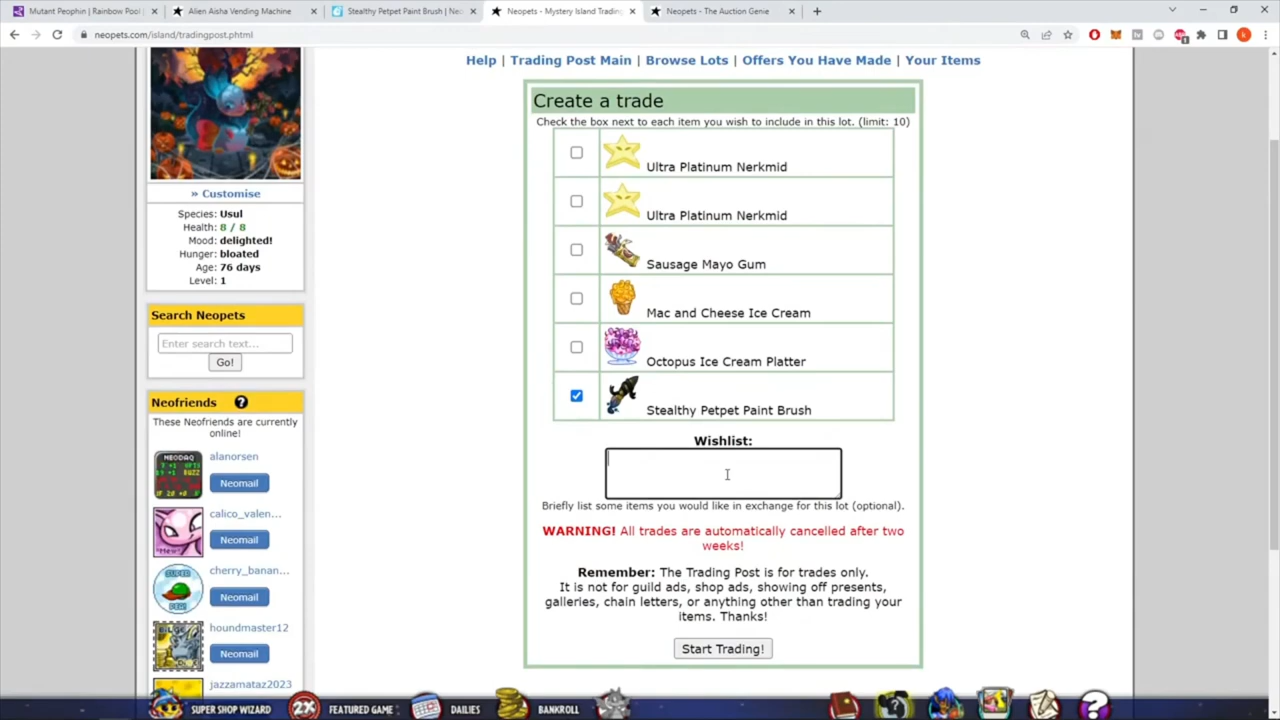 Mutant Peophin | Rainbow Pool |
Alien Aisha Vending Machine
Stealthy Petpet Paint Brush | Neo
Neopets - Mystery Island Trading
Neopets - The Auction Genie
neopets.com/island/tradingpost.phtml
Help | Trading Post Main | Browse Lots | Offers You Have Made | Your Items
» Customise
Species: Usul
Health: 8 / 8
Mood: delighted!
Hunger: bloated
Age: 76 days
Level: 1
Search Neopets
Enter search text...
Go!
Neofriends ?
These Neofriends are currently
online!
alanorsen
Neomail
calico_valen...
Neomail
cherry_banan...
Neomail
houndmaster12
Neomail
jazzamataz2023
Create a trade
Check the box next to each item you wish to include in this lot. (limit: 10)
Ultra Platinum Nerkmid
Ultra Platinum Nerkmid
Sausage Mayo Gum
Mac and Cheese Ice Cream
Octopus Ice Cream Platter
Stealthy Petpet Paint Brush
Wishlist:
Briefly list some items you would like in exchange for this lot (optional).
WARNING! All trades are automatically cancelled after two
weeks!
Remember: The Trading Post is for trades only.
It is not for guild ads, shop ads, showing off presents,
galleries, chain letters, or anything other than trading your
items. Thanks!
Start Trading!
SUPER SHOP WIZARD
2X FEATURED GAME
DAILIES
BANKROLL
?